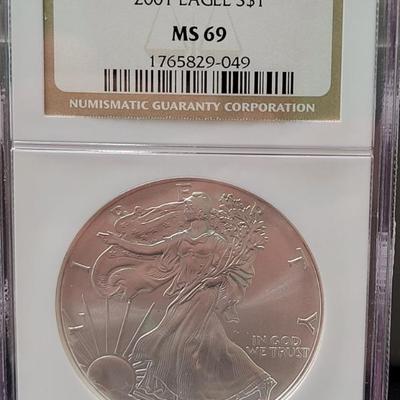 2001 EAGLE S$1
MS 69
1765829-049
NUMISMATIC GUARANTY CORPORATION
LIBERTY
IN GOD
WE TRUST